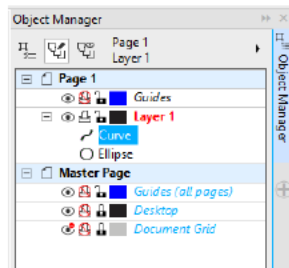 Object Manager
Page 1
Layer 1
Page 1
Guides
Layer 1
Curve
Ellipse
Master Page
Guides (all pages)
Desktop
Document Grid
Object Manager